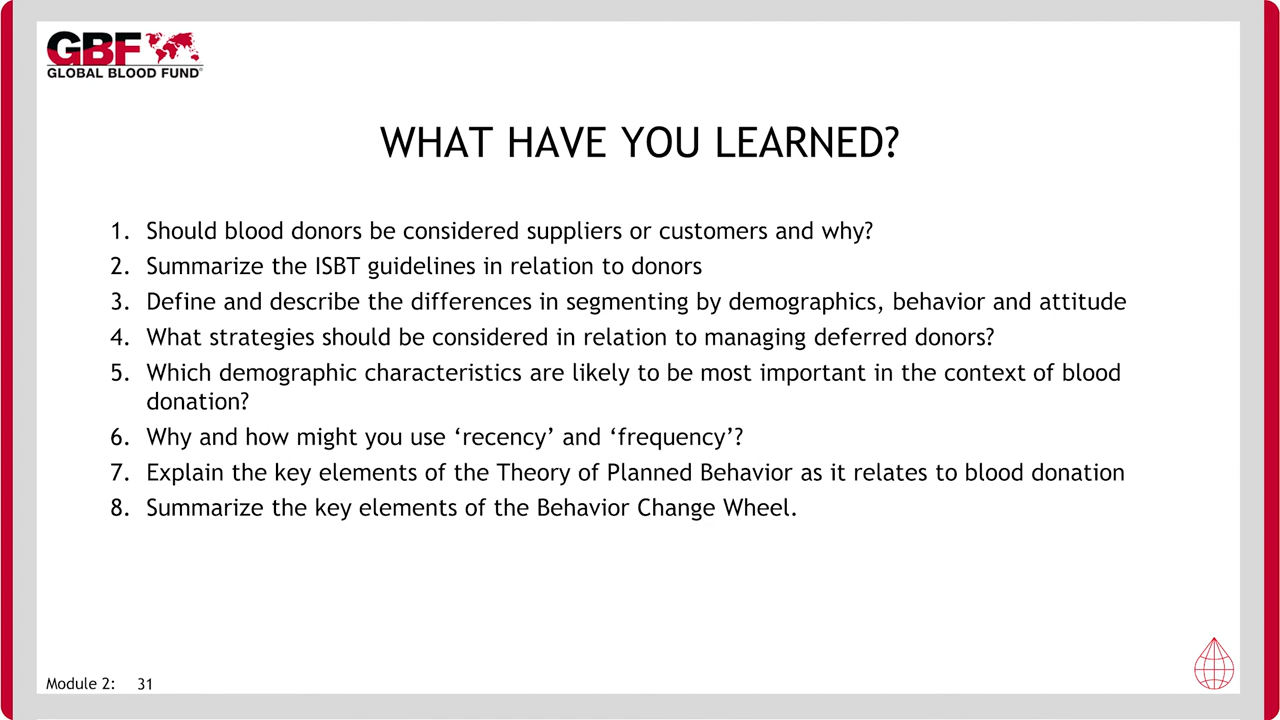 GBF
GLOBAL BLOOD FUND®
WHAT HAVE YOU LEARNED?
1. Should blood donors be considered suppliers or customers and why?
2. Summarize the ISBT guidelines in relation to donors
3. Define and describe the differences in segmenting by demographics, behavior and attitude
4. What strategies should be considered in relation to managing deferred donors?
5. Which demographic characteristics are likely to be most important in the context of blood
donation?
6. Why and how might you use ‘recency’ and ‘frequency’?
7. Explain the key elements of the Theory of Planned Behavior as it relates to blood donation
8. Summarize the key elements of the Behavior Change Wheel.
Module 2: 31